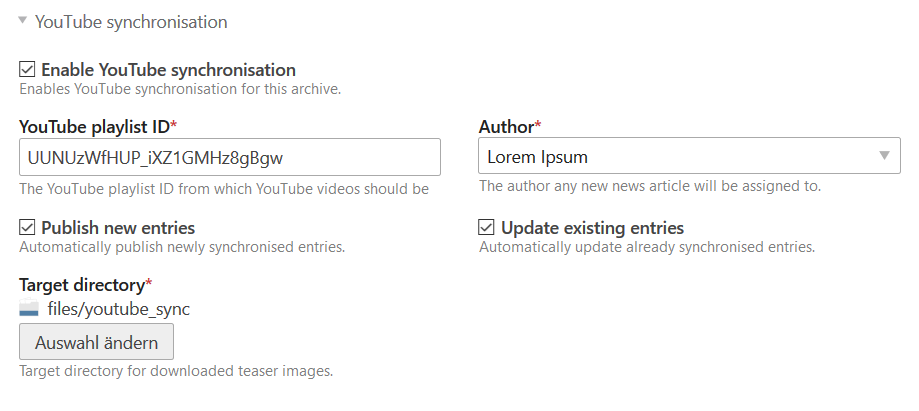 YouTube synchronisation
Enable YouTube synchronisation
Enables YouTube synchronisation for this archive.
YouTube playlist ID*
UUNUzWfHUP_iXZ1GMHz8gBgw
The YouTube playlist ID from which YouTube videos should be
Author*
Lorem Ipsum
The author any new news article will be assigned to.
Publish new entries
Automatically publish newly synchronised entries.
Update existing entries
Automatically update already synchronised entries.
Target directory*
files/youtube_sync
Auswahl ändern
Target directory for downloaded teaser images.